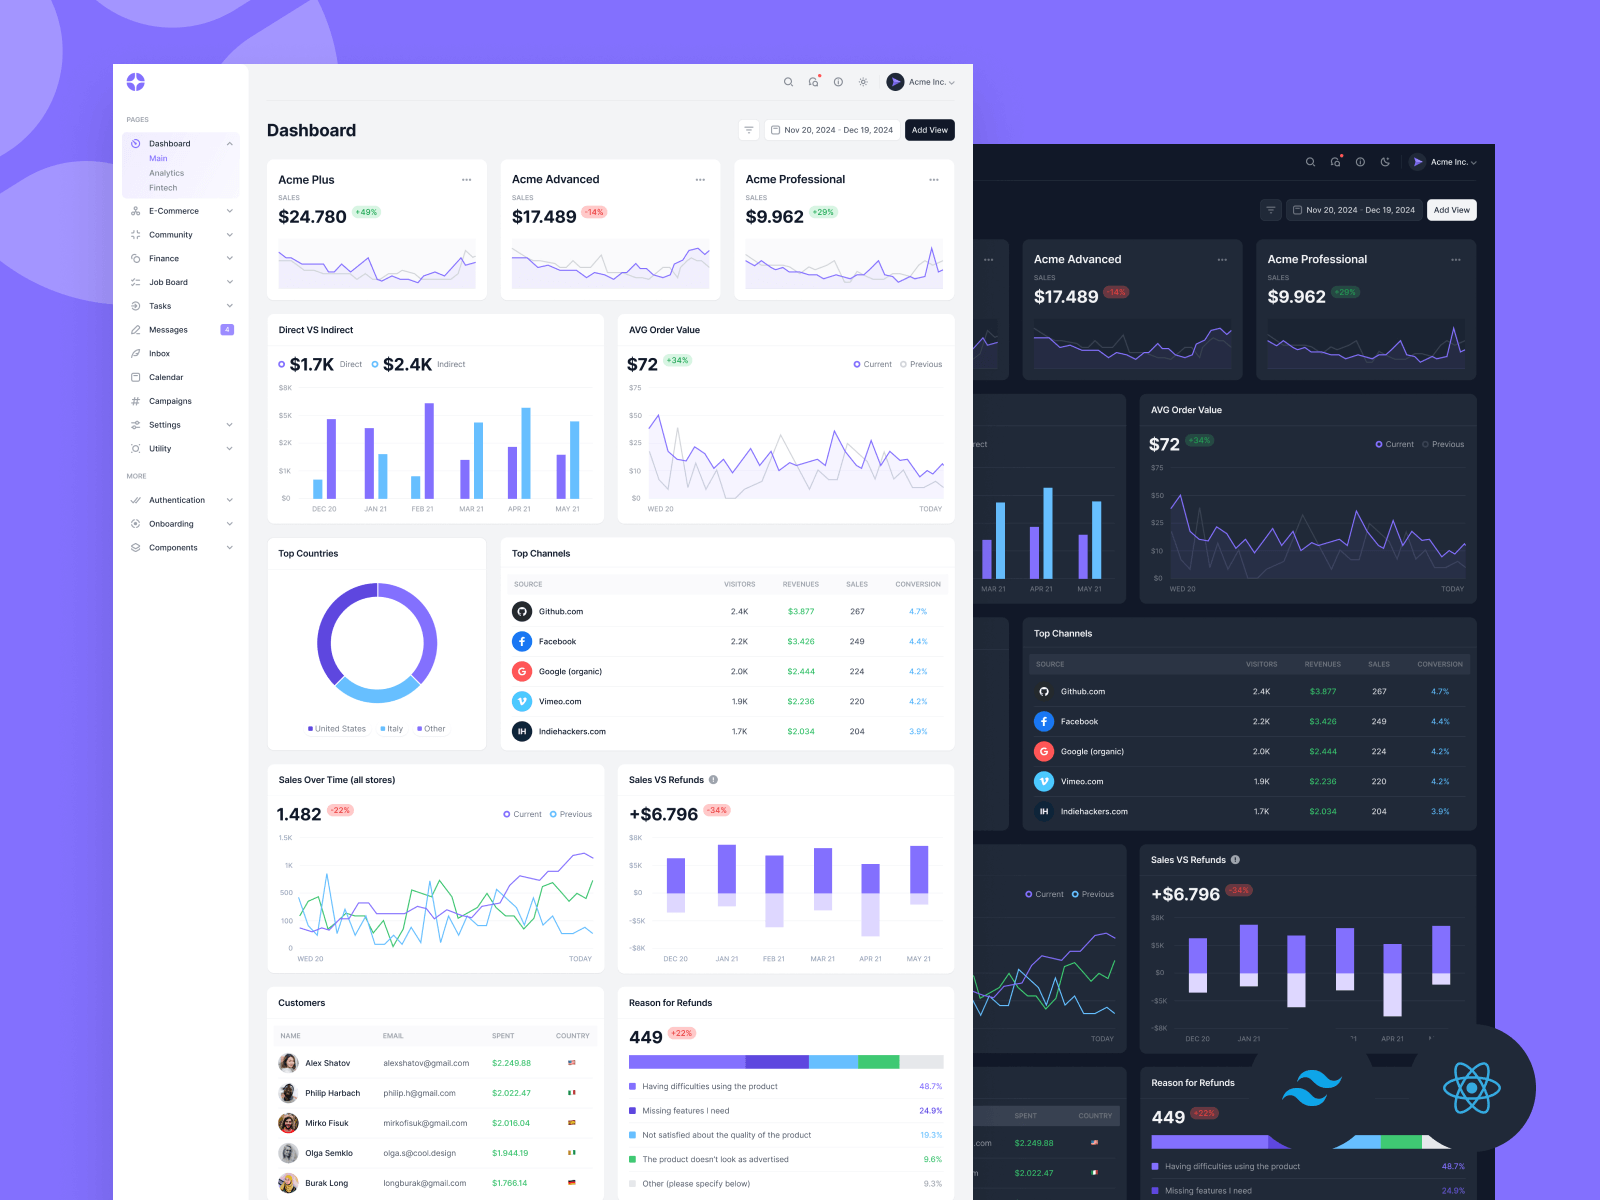 Acme Inc.
PAGES
Dashboard
Main
Analytics
Fintech
E-Commerce
Community
Finance
Job Board
Tasks
Messages 4
Inbox
Calendar
Campaigns
Settings
Utility
MORE
Authentication
Onboarding
Components
Dashboard
Nov 20, 2024 - Dec 19, 2024
Add View
Acme Plus
SALES
$24.780 +49%
Acme Advanced
SALES
$17.489 -14%
Acme Professional
SALES
$9.962 +29%
Direct VS Indirect
$1.7K Direct $2.4K Indirect
$8K
$5K
$2K
$1K
$0
DEC 20 JAN 21 FEB 21 MAR 21 APR 21 MAY 21
AVG Order Value
$72 +34% Current Previous
$75
$50
$25
$10
$0
WED 20 TODAY
Top Countries
United States Italy Other
Top Channels
SOURCE VISITORS REVENUES SALES CONVERSION
Github.com 2.4K $3.877 267 4.7%
Facebook 2.2K $3.426 249 4.4%
Google (organic) 2.0K $2.444 224 4.2%
Vimeo.com 1.9K $2.236 220 4.2%
IH Indiehackers.com 1.7K $2.034 204 3.9%
Sales Over Time (all stores)
1.482 -22% Current Previous
1.5K
1K
500
100
0
WED 20 TODAY
Sales VS Refunds
+$6.796 -34%
$8K
$5K
$0
-$5K
-$8K
DEC 20 JAN 21 FEB 21 MAR 21 APR 21 MAY 21
Customers
NAME EMAIL SPENT COUNTRY
Alex Shatov alexshatov@gmail.com $2.249.88
Philip Harbach philip.h@gmail.com $2.022.47
Mirko Fisuk mirkofisuk@gmail.com $2.016.04
Olga Semklo olga.s@cool.design $1.944.19
Burak Long longburak@gmail.com $1.766.14
Reason for Refunds
449 +22%
Having difficulties using the product 48.7%
Missing features I need 24.9%
Not satisfied about the quality of the product 19.3%
The product doesn't look as advertised 9.6%
Other (please specify below) 9.3%
Acme Inc.
Nov 20, 2024 - Dec 19, 2024
Add View
Acme Advanced
SALES
$17.489 -14%
Acme Professional
SALES
$9.962 +29%
rect
MAR 21 APR 21 MAY 21
AVG Order Value
$72 +34% Current Previous
$75
$50
$25
$10
$0
WED 20 TODAY
Top Channels
SOURCE VISITORS REVENUES SALES CONVERSION
Github.com 2.4K $3.877 267 4.7%
Facebook 2.2K $3.426 249 4.4%
Google (organic) 2.0K $2.444 224 4.2%
Vimeo.com 1.9K $2.236 220 4.2%
IH Indiehackers.com 1.7K $2.034 204 3.9%
Current Previous
TODAY
Sales VS Refunds
+$6.796 -34%
$8K
$5K
$0
-$5K
-$8K
DEC 20 JAN 21 APR 21
SPENT COUNTRY
.com $2.249.88
m $2.022.47
Reason for Refunds
449 +22%
Having difficulties using the product 48.7%
Missing features I need 24.9%